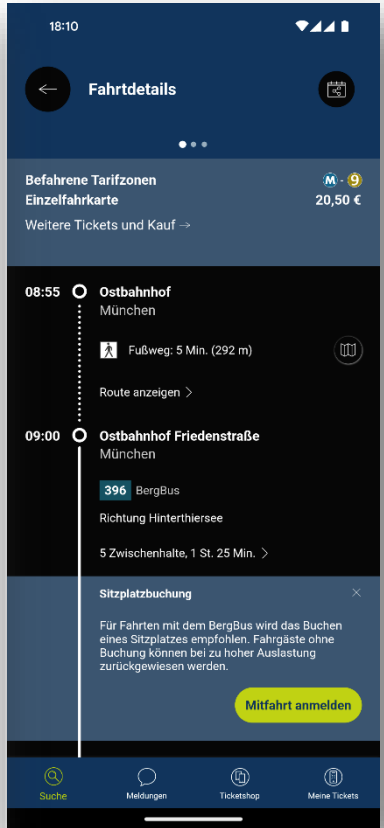 18:10
Fahrtdetails
Befahrene Tarifzonen M - 9
Einzelfahrkarte 20,50 €
Weitere Tickets und Kauf →
08:55 Ostbahnhof
München
Fußweg: 5 Min. (292 m)
Route anzeigen >
09:00 Ostbahnhof Friedenstraße
München
396 BergBus
Richtung Hinterthiersee
5 Zwischenhalte, 1 St. 25 Min. >
Sitzplatzbuchung
Für Fahrten mit dem BergBus wird das Buchen
eines Sitzplatzes empfohlen. Fahrgäste ohne
Buchung können bei zu hoher Auslastung
zurückgewiesen werden.
Mitfahrt anmelden
Suche Meldungen Ticketshop Meine Tickets